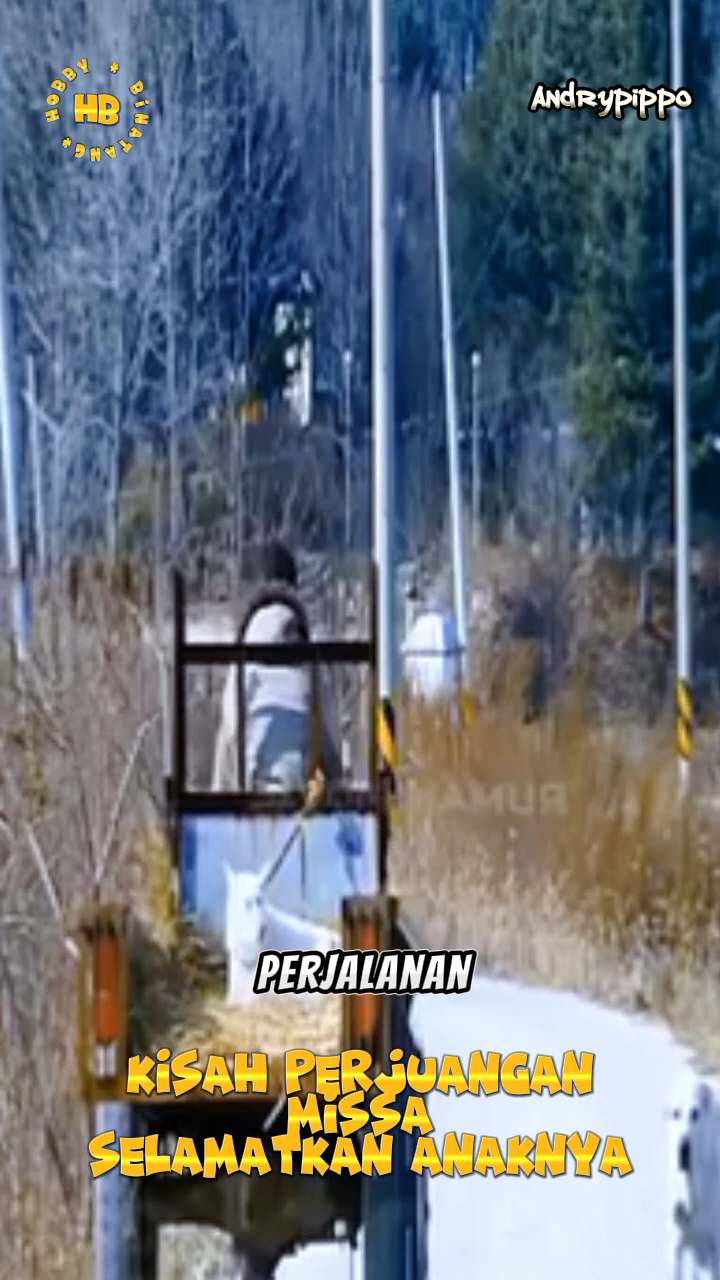 HOBBY * BiNATANG *
HB
Andrypippo
PERJALANAN
KiSAH PERJUANGAN
MiSSA
SELAMATKAN ANAKNYA